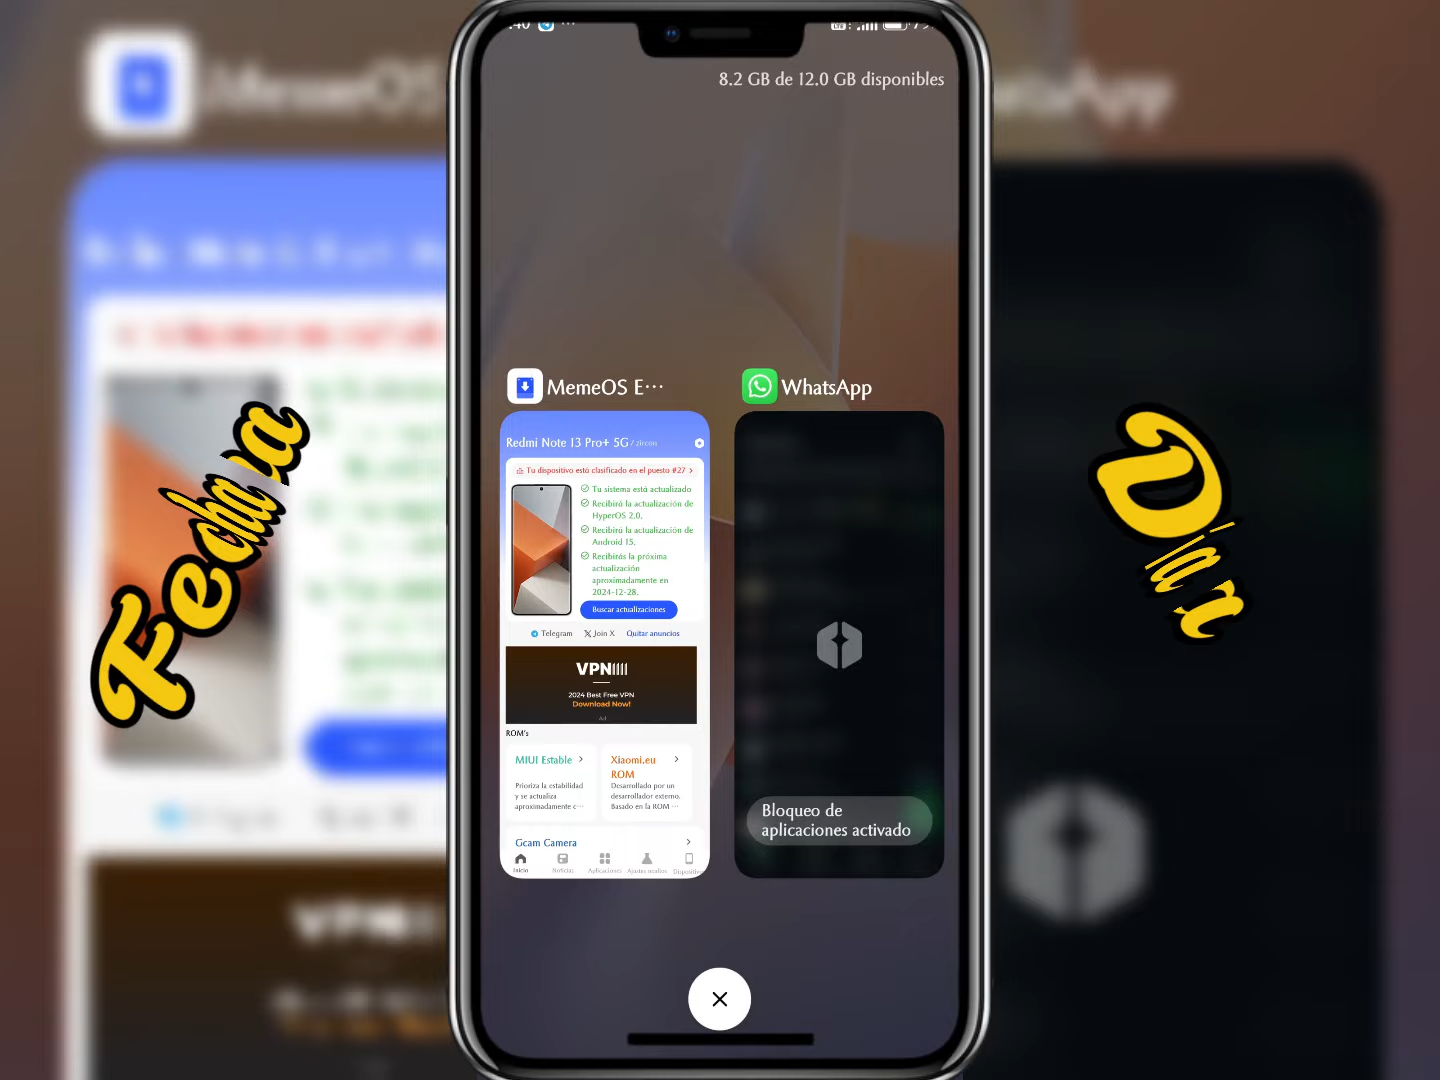 8.2 GB de 12.0 GB disponibles
MemeOS E···
WhatsApp
Redmi Note 13 Pro+ 5G / zircon
Tu dispositivo está clasificado en el puesto #27 >
Tu sistema está actualizado
Recibirá la actualización de
HyperOS 2.0.
Recibirá la actualización de
Android 15.
Recibirás la próxima
actualización
aproximadamente en
2024-12-28.
Buscar actualizaciones
Telegram
Join X
Quitar anuncios
VPN
2024 Best Free VPN
Download Now!
Ad
ROM's
MIUI Estable >
Prioriza la estabilidad
y se actualiza
aproximadamente c···
Xiaomi.eu >
ROM
Desarrollado por un
desarrollador externo.
Basado en la ROM ···
Gcam Camera >
Inicio
Noticias
Aplicaciones
Ajustes ocultos
Bloqueo de
aplicaciones activado